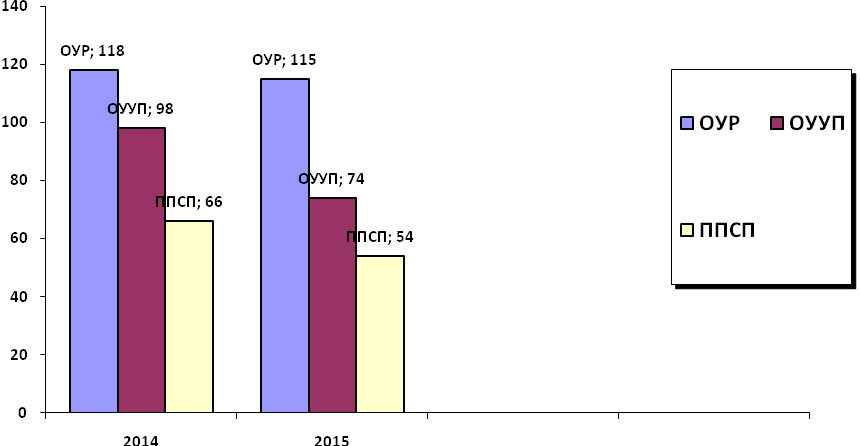 140
120
100
80
60
40
20
0
ОУР; 118
ОУУП; 98
ППСП; 66
ОУР; 115
ОУУП; 74
ППСП; 54
2014
2015
ОУР
ОУУП
ППСП